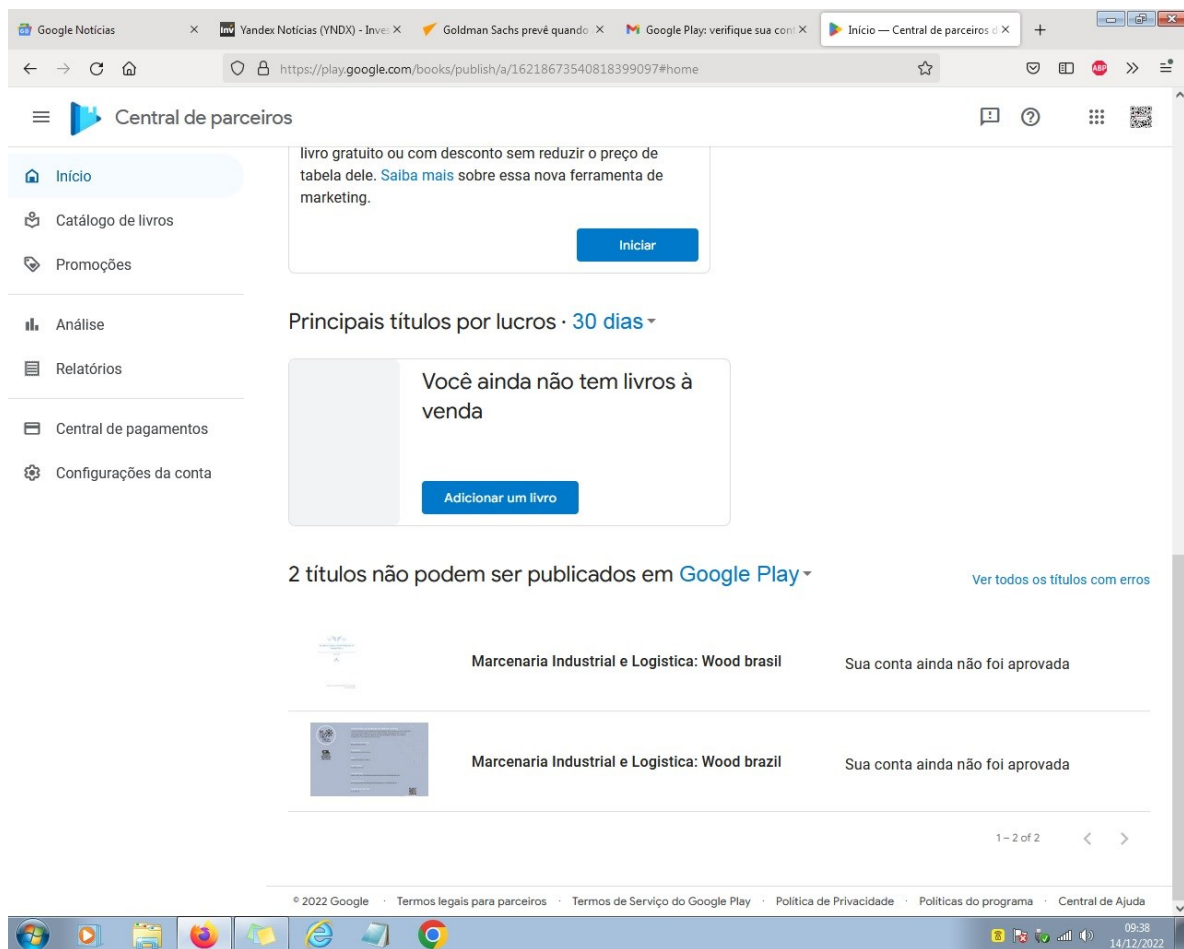 Google Notícias
Yandex Notícias (YNDX) - Inves
Goldman Sachs prevê quando
Google Play: verifique sua cont
Início — Central de parceiros d
https://play.google.com/books/publish/a/16218673540818399097#home
ABP
Central de parceiros
Início
Catálogo de livros
Promoções
Análise
Relatórios
Central de pagamentos
Configurações da conta
livro gratuito ou com desconto sem reduzir o preço de
tabela dele. Saiba mais sobre essa nova ferramenta de
marketing.
Iniciar
Principais títulos por lucros · 30 dias
Você ainda não tem livros à
venda
Adicionar um livro
2 títulos não podem ser publicados em Google Play
Ver todos os títulos com erros
Marcenaria Industrial e Logistica: Wood brasil
Sua conta ainda não foi aprovada
Marcenaria Industrial e Logistica: Wood brazil
Sua conta ainda não foi aprovada
1 – 2 of 2
© 2022 Google · Termos legais para parceiros · Termos de Serviço do Google Play · Política de Privacidade · Políticas do programa · Central de Ajuda
09:38
14/12/2022